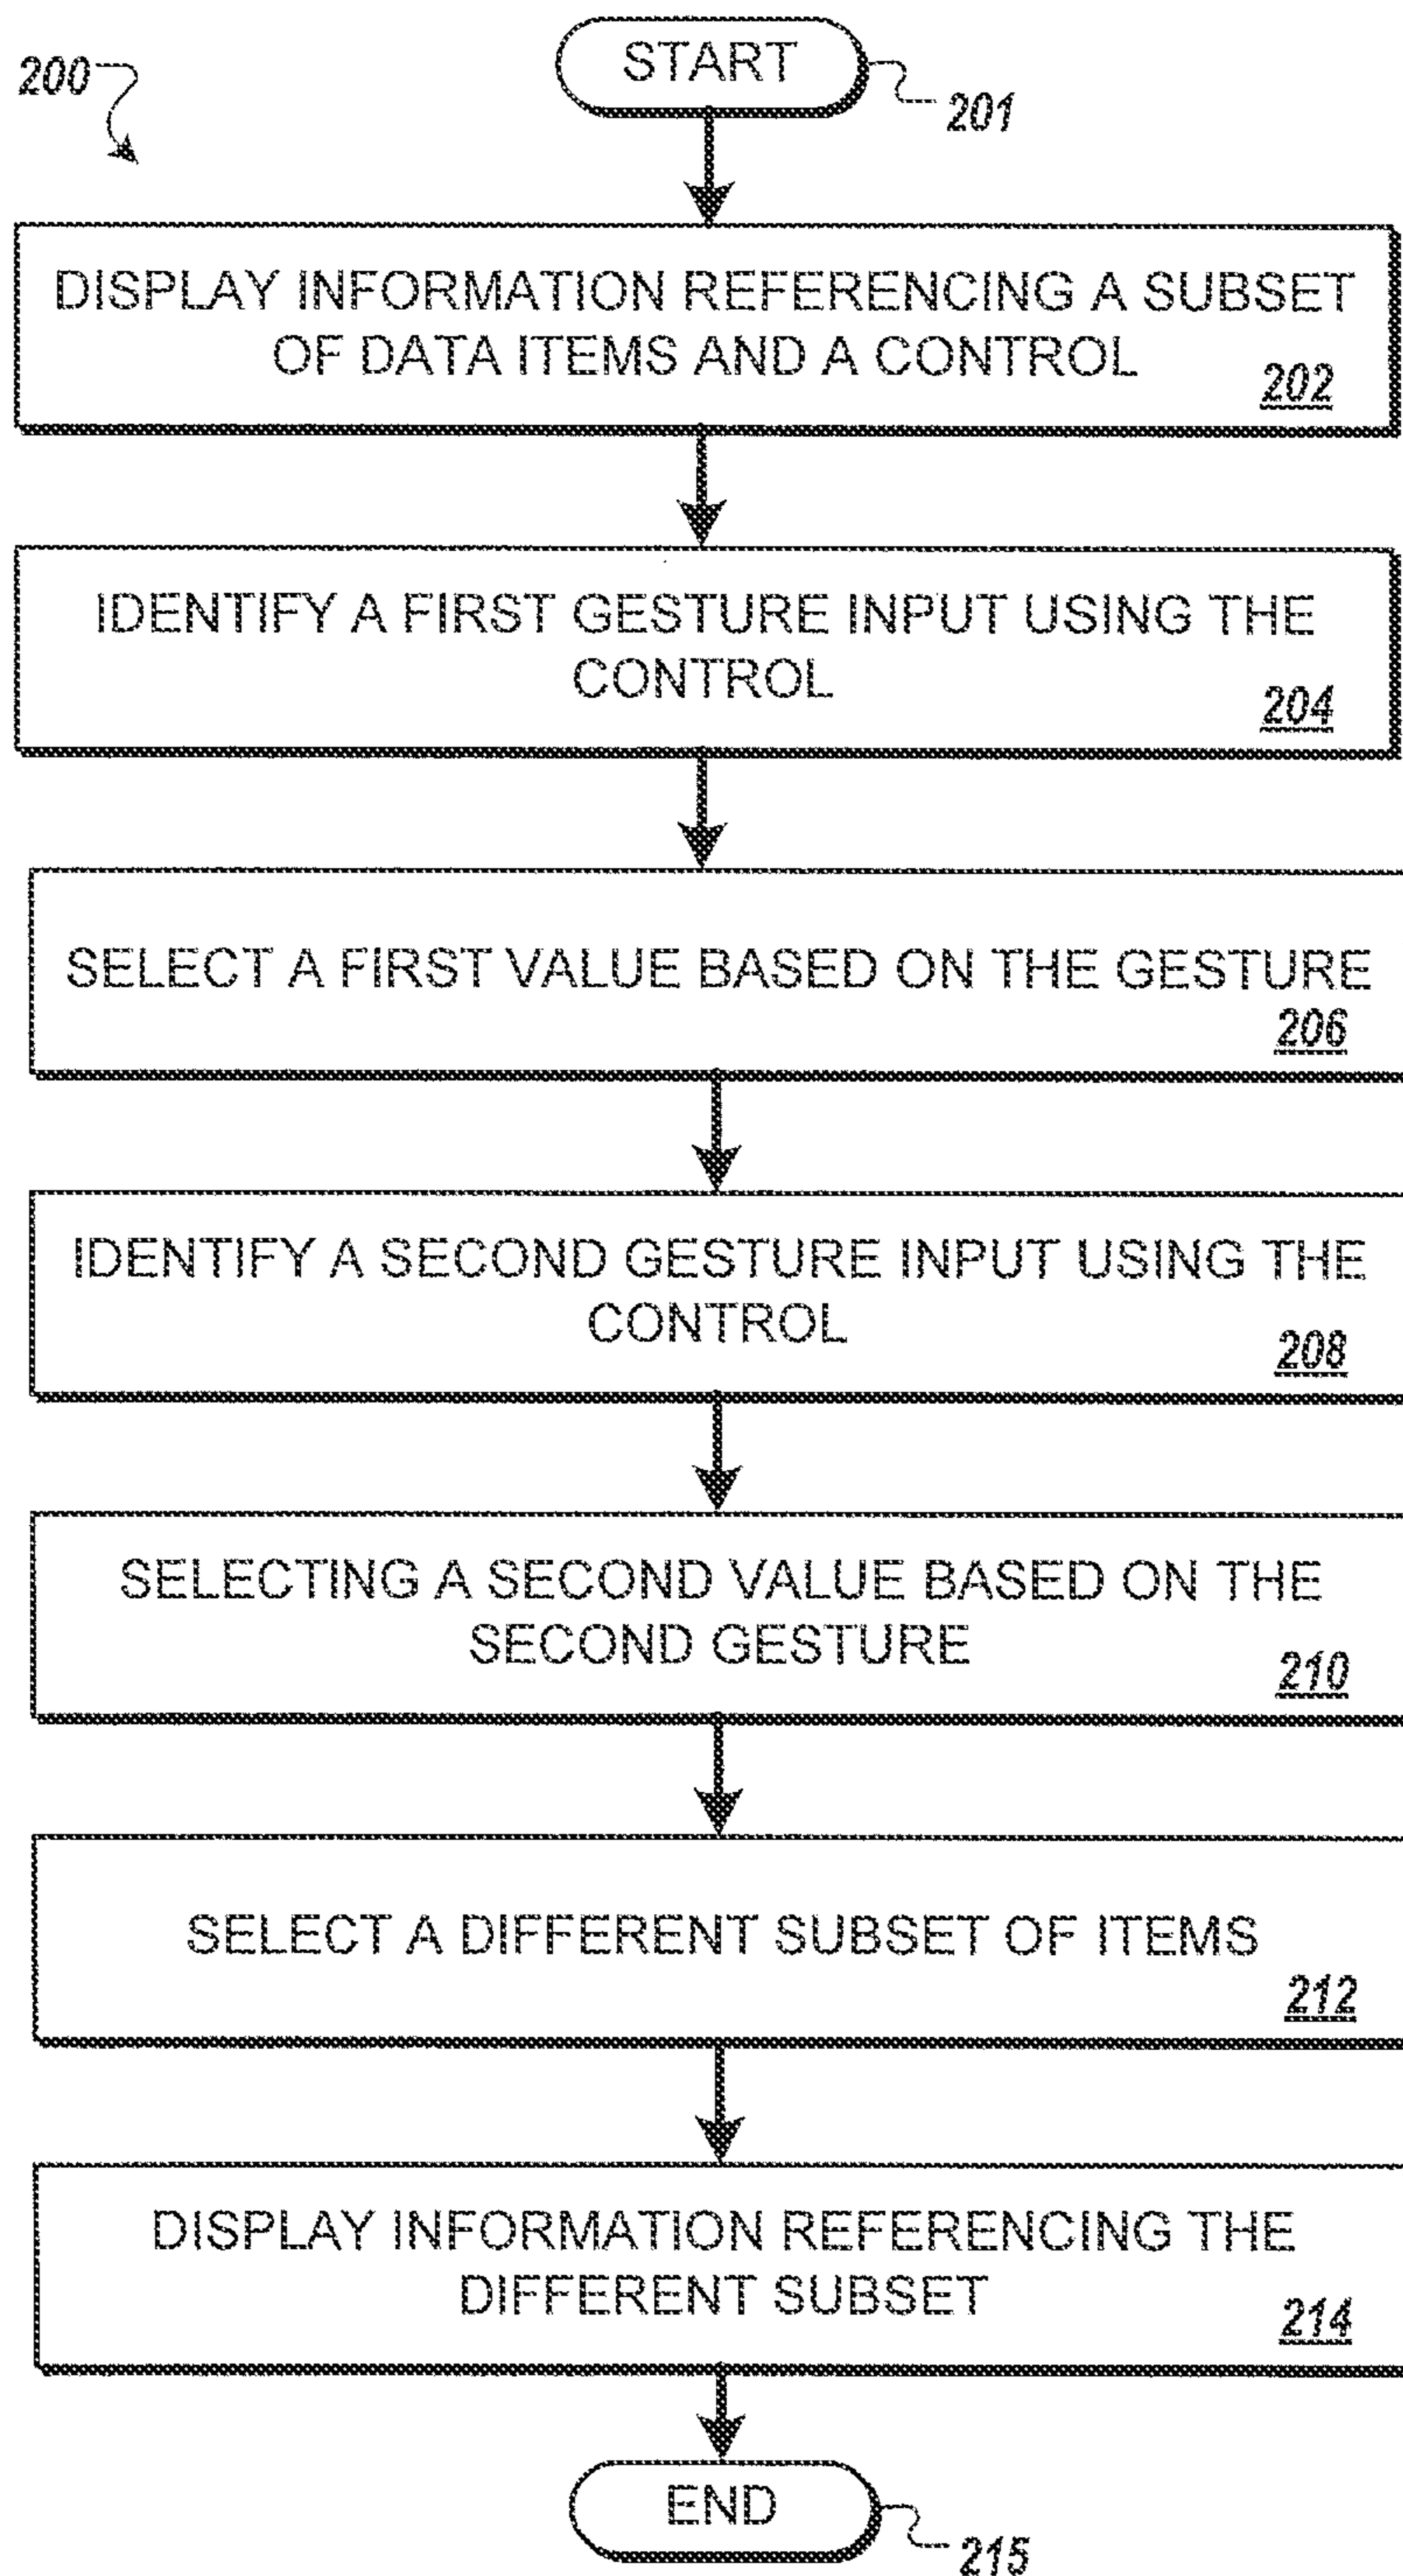 START
200
201
DISPLAY INFORMATION REFERENCING A SUBSET
OF DATA ITEMS AND A CONTROL
202
IDENTIFY A FIRST GESTURE INPUT USING THE
CONTROL
204
SELECT A FIRST VALUE BASED ON THE GESTURE
206
IDENTIFY A SECOND GESTURE INPUT USING THE
CONTROL
208
SELECTING A SECOND VALUE BASED ON THE
SECOND GESTURE
210
SELECT A DIFFERENT SUBSET OF ITEMS
212
DISPLAY INFORMATION REFERENCING THE
DIFFERENT SUBSET
214
END
215